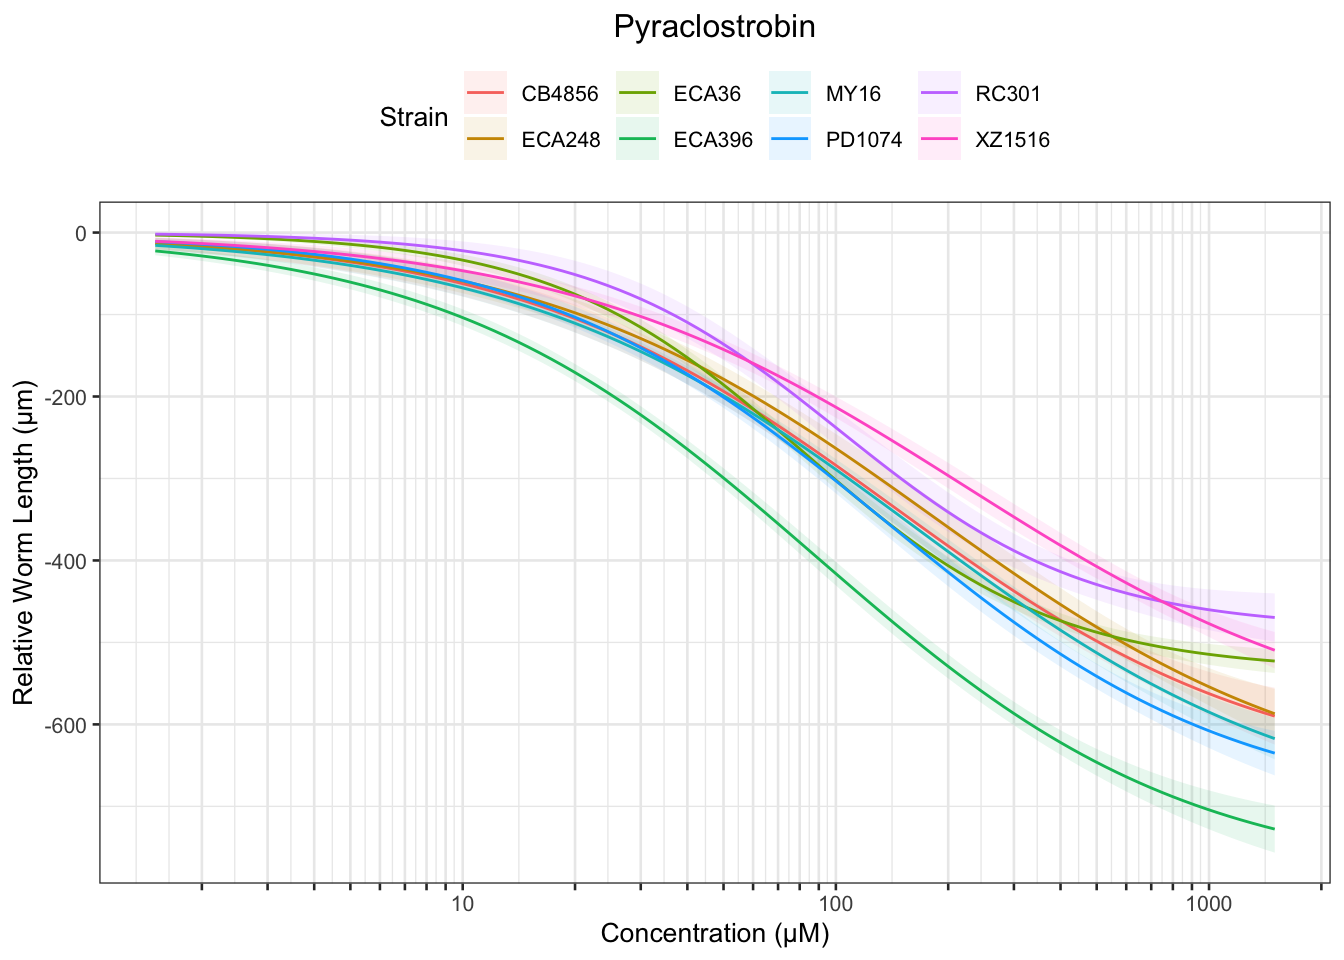 Pyraclostrobin
Strain
CB4856 ECA36 MY16 RC301
ECA248 ECA396 PD1074 XZ1516
Relative Worm Length (µm)
0
-200
-400
-600
10 100 1000
Concentration (µM)